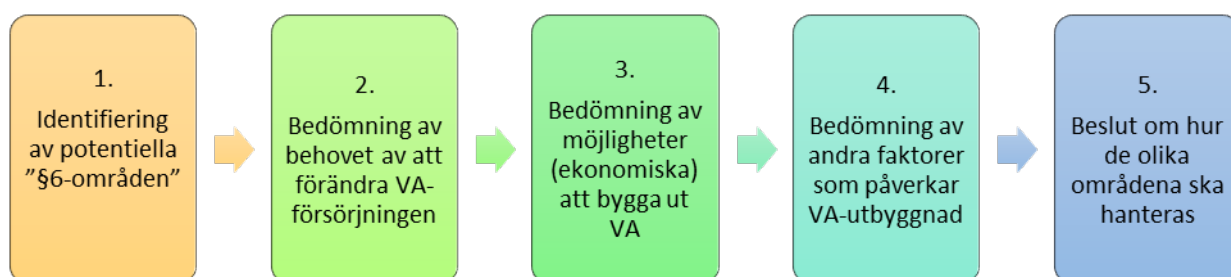 1.
Identifiering
av potentiella
”§6-områden”
2.
Bedömning av
behovet av att
förändra VA-
försörjningen
3.
Bedömning av
möjligheter
(ekonomiska)
att bygga ut
VA
4.
Bedömning av
andra faktorer
som påverkar
VA-utbyggnad
5.
Beslut om hur
de olika
områdena ska
hanteras